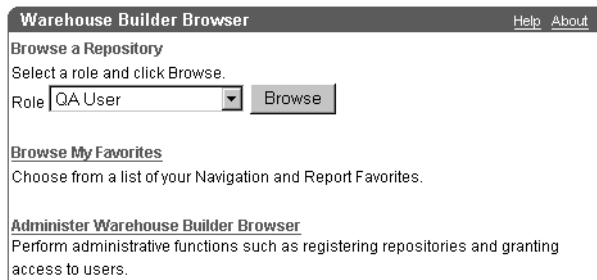 Warehouse Builder Browser Help About
Browse a Repository
Select a role and click Browse.
Role QA User Browse
Browse My Favorites
Choose from a list of your Navigation and Report Favorites.
Administer Warehouse Builder Browser
Perform administrative functions such as registering repositories and granting
access to users.